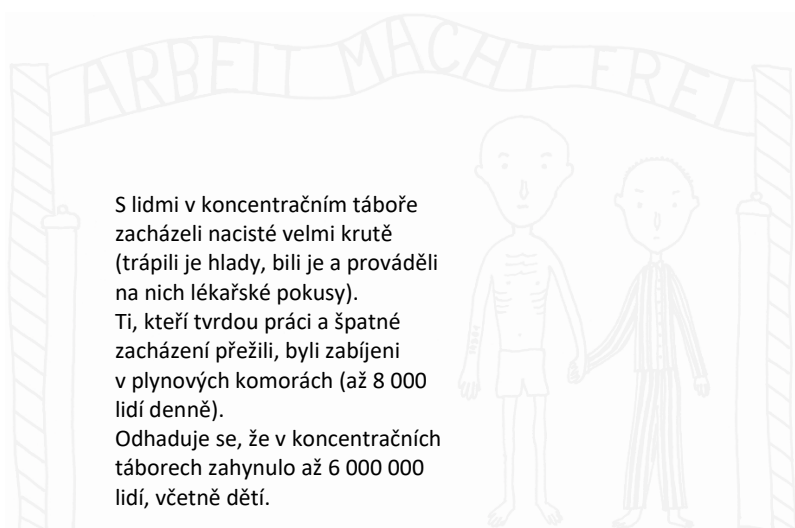 ARBEIT MACHT FREI
S lidmi v koncentračním táboře
zacházeli nacisté velmi krutě
(trápili je hlady, bili je a prováděli
na nich lékařské pokusy).
Ti, kteří tvrdou práci a špatné
zacházení přežili, byli zabíjeni
v plynových komorách (až 8 000
lidí denně).
Odhaduje se, že v koncentračních
táborech zahynulo až 6 000 000
lidí, včetně dětí.